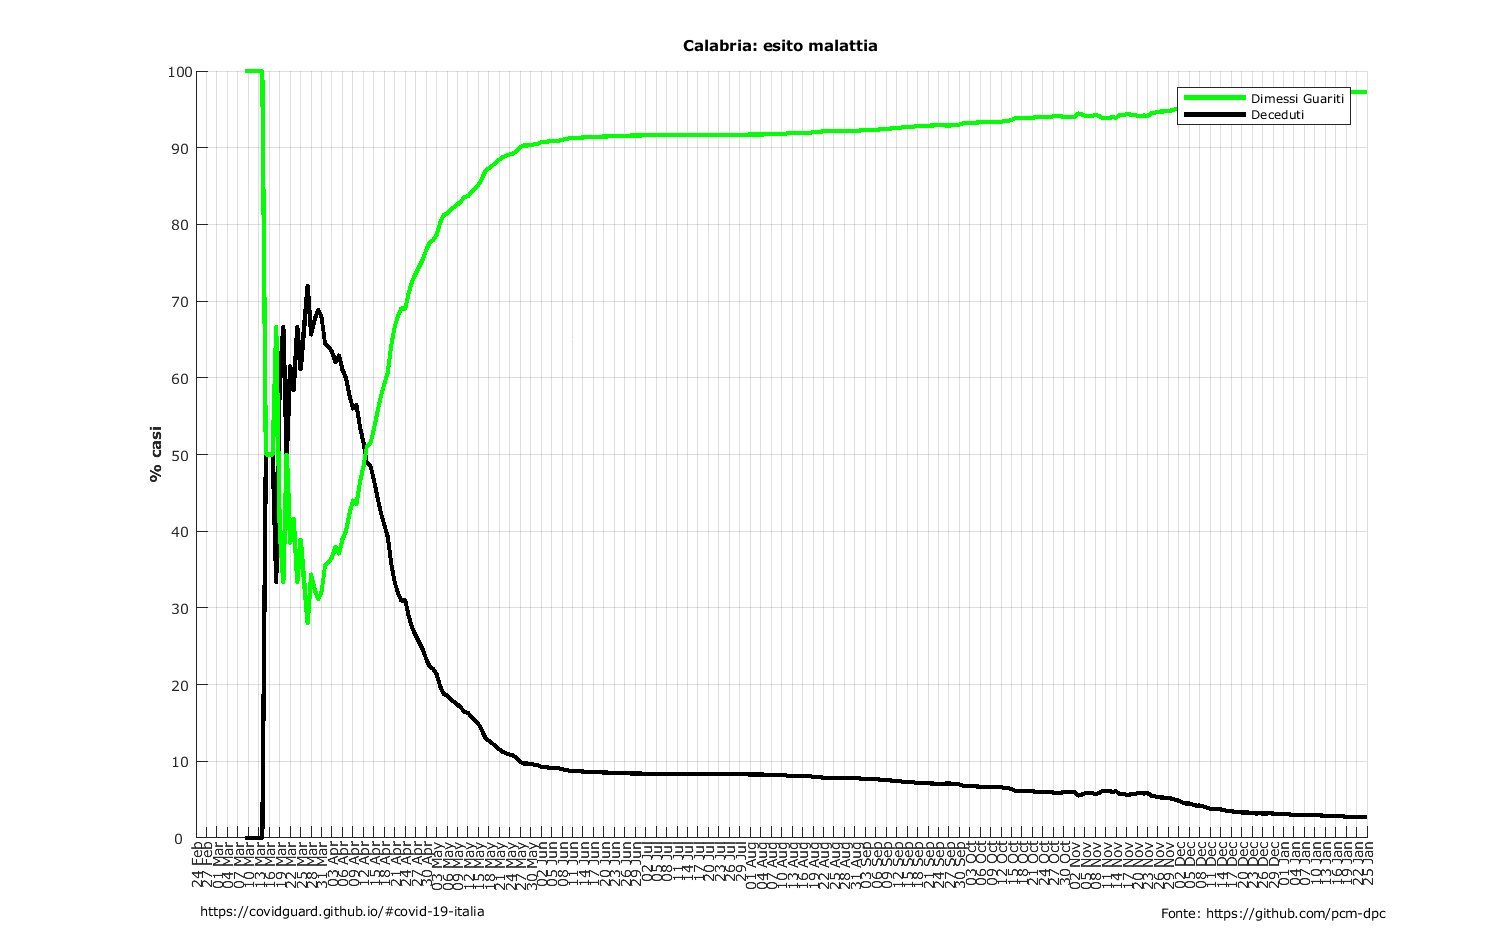 Calabria: esito malattia
Dimessi Guariti
Deceduti
% casi
100
90
80
70
60
50
40
30
20
10
0
24 Feb
27 Feb
01 Mar
04 Mar
07 Mar
10 Mar
13 Mar
16 Mar
19 Mar
22 Mar
25 Mar
28 Mar
31 Mar
03 Apr
06 Apr
09 Apr
12 Apr
15 Apr
18 Apr
21 Apr
24 Apr
27 Apr
30 Apr
03 May
06 May
09 May
12 May
15 May
18 May
21 May
24 May
27 May
30 May
02 Jun
05 Jun
08 Jun
11 Jun
14 Jun
17 Jun
20 Jun
23 Jun
26 Jun
29 Jun
02 Jul
05 Jul
08 Jul
11 Jul
14 Jul
17 Jul
20 Jul
23 Jul
26 Jul
29 Jul
01 Aug
04 Aug
07 Aug
10 Aug
13 Aug
16 Aug
19 Aug
22 Aug
25 Aug
28 Aug
31 Aug
03 Sep
06 Sep
09 Sep
12 Sep
15 Sep
18 Sep
21 Sep
24 Sep
27 Sep
30 Sep
03 Oct
06 Oct
09 Oct
12 Oct
15 Oct
18 Oct
21 Oct
24 Oct
27 Oct
30 Oct
02 Nov
05 Nov
08 Nov
11 Nov
14 Nov
17 Nov
20 Nov
23 Nov
26 Nov
29 Nov
02 Dec
05 Dec
08 Dec
11 Dec
14 Dec
17 Dec
20 Dec
23 Dec
26 Dec
29 Dec
01 Jan
04 Jan
07 Jan
10 Jan
13 Jan
16 Jan
19 Jan
22 Jan
25 Jan
https://covidguard.github.io/#covid-19-italia
Fonte: https://github.com/pcm-dpc